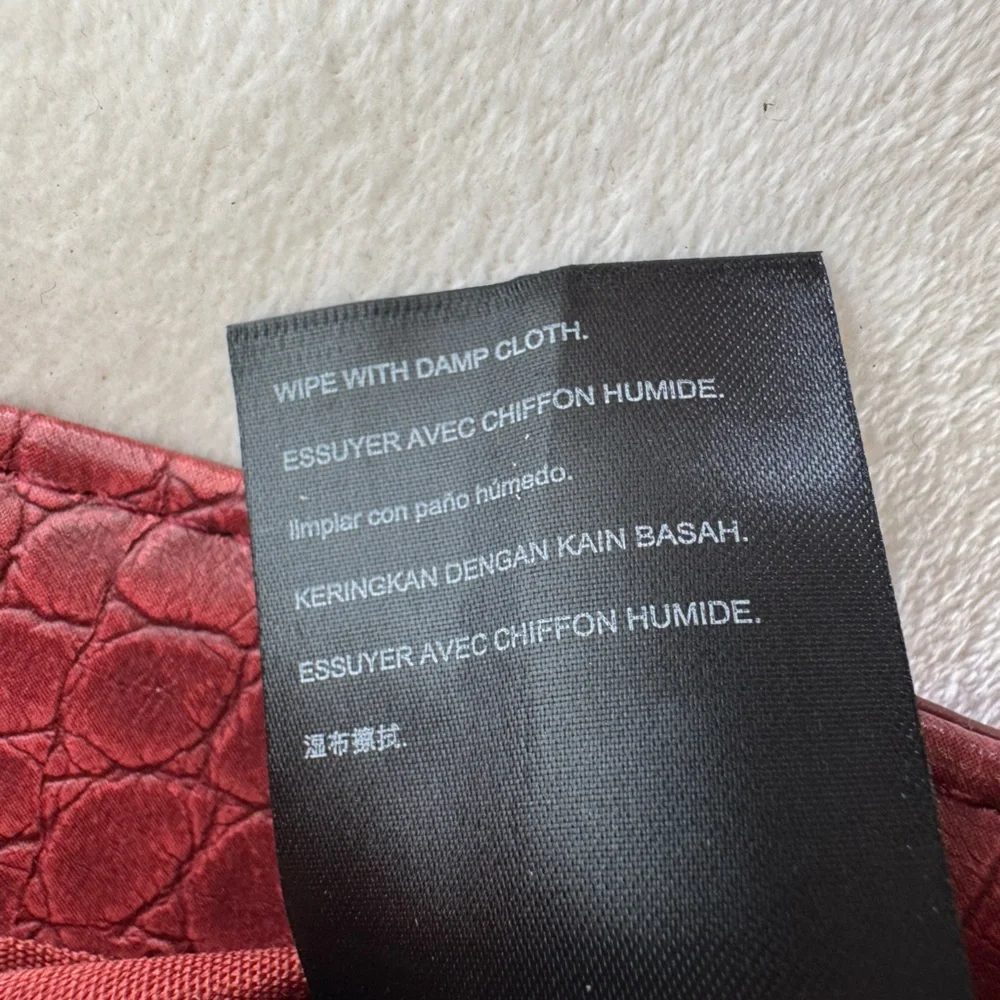 WIPE WITH DAMP CLOTH.
ESSUYER AVEC CHIFFON HUMIDE.
limpiar con paño húmedo.
KERINGKAN DENGAN KAIN BASAH.
ESSUYER AVEC CHIFFON HUMIDE.
湿布擦拭.